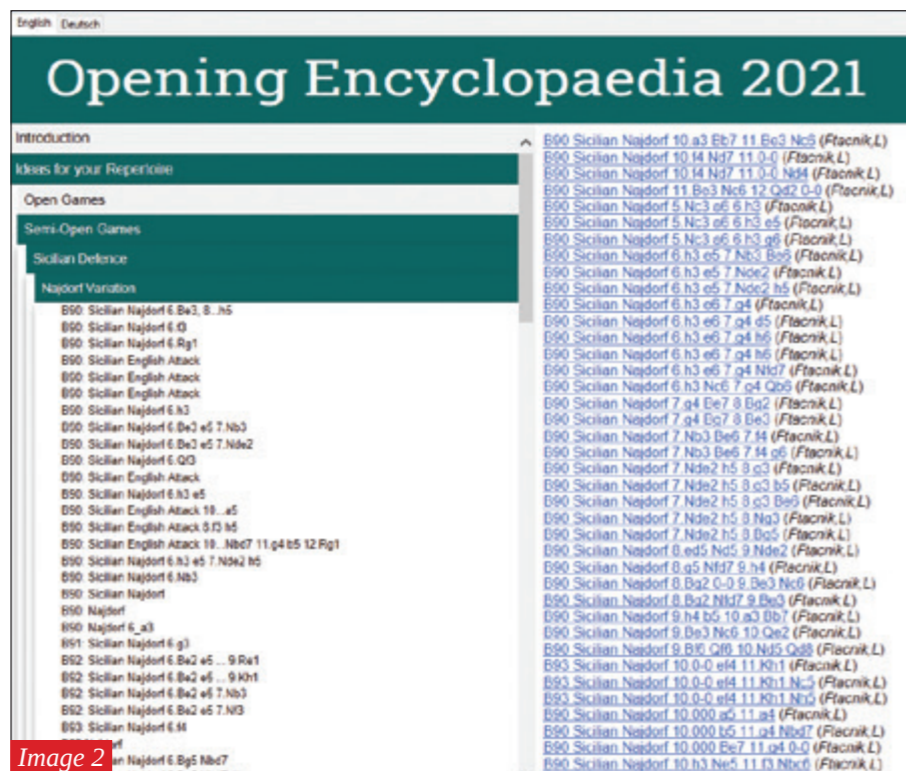 English Deutsch
Opening Encyclopaedia 2021
Introduction
Ideas for your Repertoire
Open Games
Semi-Open Games
Sicilian Defence
Najdorf Variation
B90: Sicilian Najdorf 6.Be3, 8...h5
B90: Sicilian Najdorf 6.f3
B90: Sicilian Najdorf 6.Rg1
B90: Sicilian English Attack
B90: Sicilian English Attack
B90: Sicilian English Attack
B90: Sicilian Najdorf 6.h3
B90: Sicilian Najdorf 6.Be3 e5 7.Nb3
B90: Sicilian Najdorf 6.Be3 e5 7.Nde2
B90: Sicilian Najdorf 6.Qf3
B90: Sicilian English Attack
B90: Sicilian Najdorf 6.h3 e5
B90: Sicilian English Attack 10...a5
B90: Sicilian English Attack 8.f3 h5
B90: Sicilian English Attack 10...Nbd7 11.g4 b5 12.Rg1
B90: Sicilian Najdorf 6.h3 e5 7.Nde2 h5
B90: Sicilian Najdorf 6.Nb3
B90: Sicilian Najdorf
B90: Najdorf
B90: Najdorf 6_a3
B91: Sicilian Najdorf 6.g3
B92: Sicilian Najdorf 6.Be2 e5 ... 9.Re1
B92: Sicilian Najdorf 6.Be2 e5 ... 9.Kh1
B92: Sicilian Najdorf 6.Be2 e5 7.Nb3
B92: Sicilian Najdorf 6.Be2 e5 7.Nf3
B93: Sicilian Najdorf 6.f4
Najdorf 6.Bg5 Nbd7
B90 Sicilian Najdorf 10.a3 Bb7 11.Be3 Nc6 (Ftacnik,L)
B90 Sicilian Najdorf 10.f4 Nd7 11.0-0 (Ftacnik,L)
B90 Sicilian Najdorf 10.f4 Nd7 11.0-0 Nd4 (Ftacnik,L)
B90 Sicilian Najdorf 11.Be3 Nc6 12.Qd2 0-0 (Ftacnik,L)
B90 Sicilian Najdorf 5.Nc3 a6 6.h3 (Ftacnik,L)
B90 Sicilian Najdorf 5.Nc3 a6 6.h3 e5 (Ftacnik,L)
B90 Sicilian Najdorf 5.Nc3 a6 6.h3 g6 (Ftacnik,L)
B90 Sicilian Najdorf 6.h3 e5 7.Nb3 Be6 (Ftacnik,L)
B90 Sicilian Najdorf 6.h3 e5 7.Nde2 (Ftacnik,L)
B90 Sicilian Najdorf 6.h3 e5 7.Nde2 h5 (Ftacnik,L)
B90 Sicilian Najdorf 6.h3 e6 7.g4 (Ftacnik,L)
B90 Sicilian Najdorf 6.h3 e6 7.g4 d5 (Ftacnik,L)
B90 Sicilian Najdorf 6.h3 e6 7.g4 h6 (Ftacnik,L)
B90 Sicilian Najdorf 6.h3 e6 7.g4 h6 (Ftacnik,L)
B90 Sicilian Najdorf 6.h3 e6 7.g4 Nfd7 (Ftacnik,L)
B90 Sicilian Najdorf 6.h3 Nc6 7.g4 Qb6 (Ftacnik,L)
B90 Sicilian Najdorf 7.g4 Be7 8.Bg2 (Ftacnik,L)
B90 Sicilian Najdorf 7.g4 Bg7 8.Be3 (Ftacnik,L)
B90 Sicilian Najdorf 7.Nb3 Be6 7.f4 (Ftacnik,L)
B90 Sicilian Najdorf 7.Nb3 Be6 7.f4 g6 (Ftacnik,L)
B90 Sicilian Najdorf 7.Nde2 h5 8.g3 (Ftacnik,L)
B90 Sicilian Najdorf 7.Nde2 h5 8.g3 b5 (Ftacnik,L)
B90 Sicilian Najdorf 7.Nde2 h5 8.g3 Be6 (Ftacnik,L)
B90 Sicilian Najdorf 7.Nde2 h5 8.Ng3 (Ftacnik,L)
B90 Sicilian Najdorf 7.Nde2 h5 8.Bg5 (Ftacnik,L)
B90 Sicilian Najdorf 8.ed5 Nd5 9.Nde2 (Ftacnik,L)
B90 Sicilian Najdorf 8.g5 Nfd7 9.h4 (Ftacnik,L)
B90 Sicilian Najdorf 8.Bg2 0-0 9.Be3 Nc6 (Ftacnik,L)
B90 Sicilian Najdorf 8.Bg2 Nfd7 9.Be3 (Ftacnik,L)
B90 Sicilian Najdorf 9.h4 b5 10.a3 Bb7 (Ftacnik,L)
B90 Sicilian Najdorf 9.Be3 Nc6 10.Qe2 (Ftacnik,L)
B90 Sicilian Najdorf 9.Bf6 Qf6 10.Nd5 Qd8 (Ftacnik,L)
B93 Sicilian Najdorf 10.0-0 ef4 11.Kh1 (Ftacnik,L)
B93 Sicilian Najdorf 10.0-0 ef4 11.Kh1 Nc5 (Ftacnik,L)
B93 Sicilian Najdorf 10.0-0 ef4 11.Kh1 Nh5 (Ftacnik,L)
B90 Sicilian Najdorf 10.000 a5 11.a4 (Ftacnik,L)
B90 Sicilian Najdorf 10.000 b5 11.g4 Nbd7 (Ftacnik,L)
B90 Sicilian Najdorf 10.000 Be7 11.g4 0-0 (Ftacnik,L)
B90 Sicilian Najdorf 10.h3 Ne5 11.f3 Nbc6 (Ftacnik,L)
Image 2